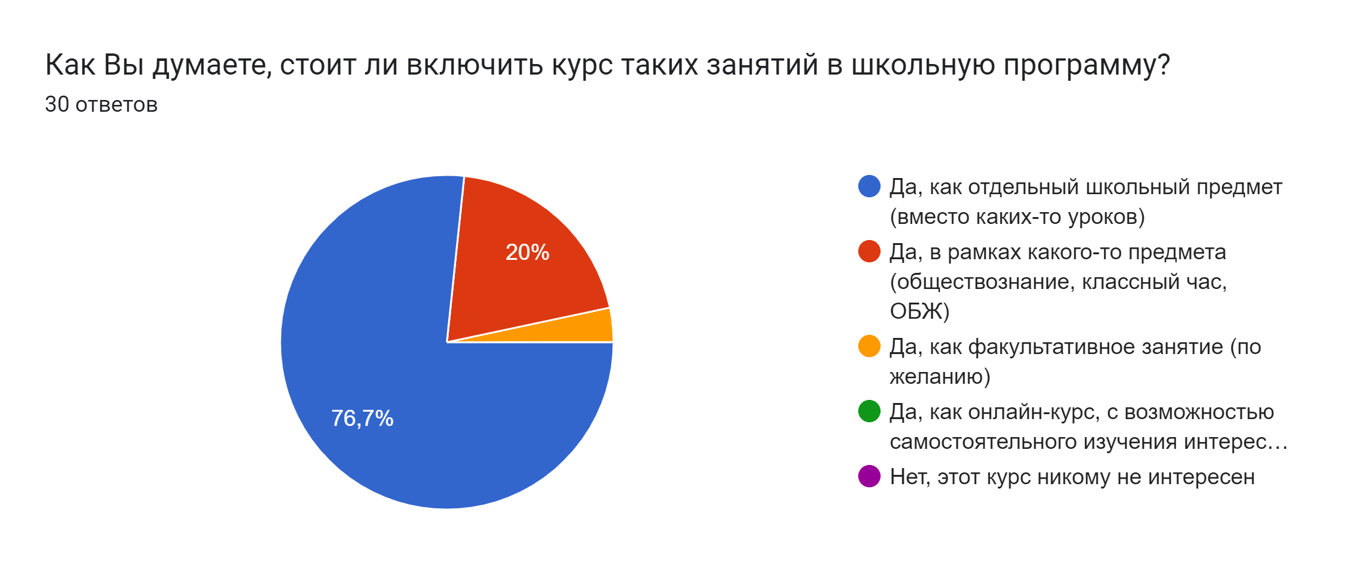 Как Вы думаете, стоит ли включить курс таких занятий в школьную программу?
30 ответов
20%
76,7%
Да, как отдельный школьный предмет
(вместо каких-то уроков)
Да, в рамках какого-то предмета
(обществознание, классный час,
ОБЖ)
Да, как факультативное занятие (по
желанию)
Да, как онлайн-курс, с возможностью
самостоятельного изучения интерес…
Нет, этот курс никому не интересен